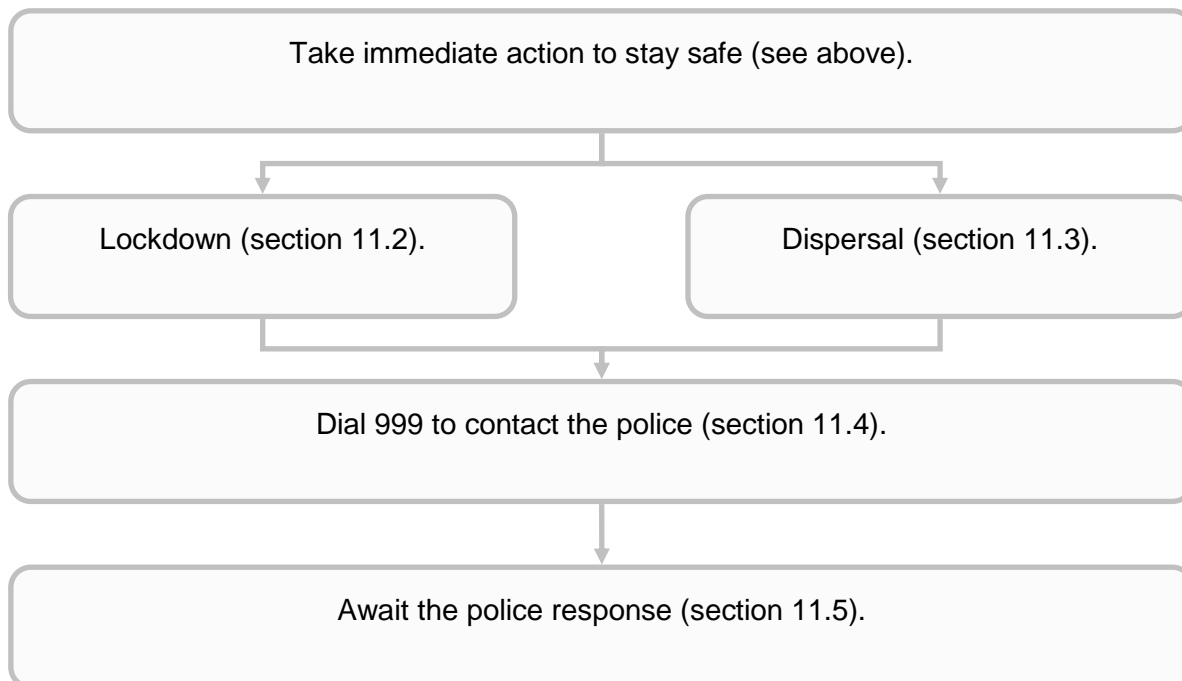 Take immediate action to stay safe (see above).
Lockdown (section 11.2).
Dispersal (section 11.3).
Dial 999 to contact the police (section 11.4).
Await the police response (section 11.5).